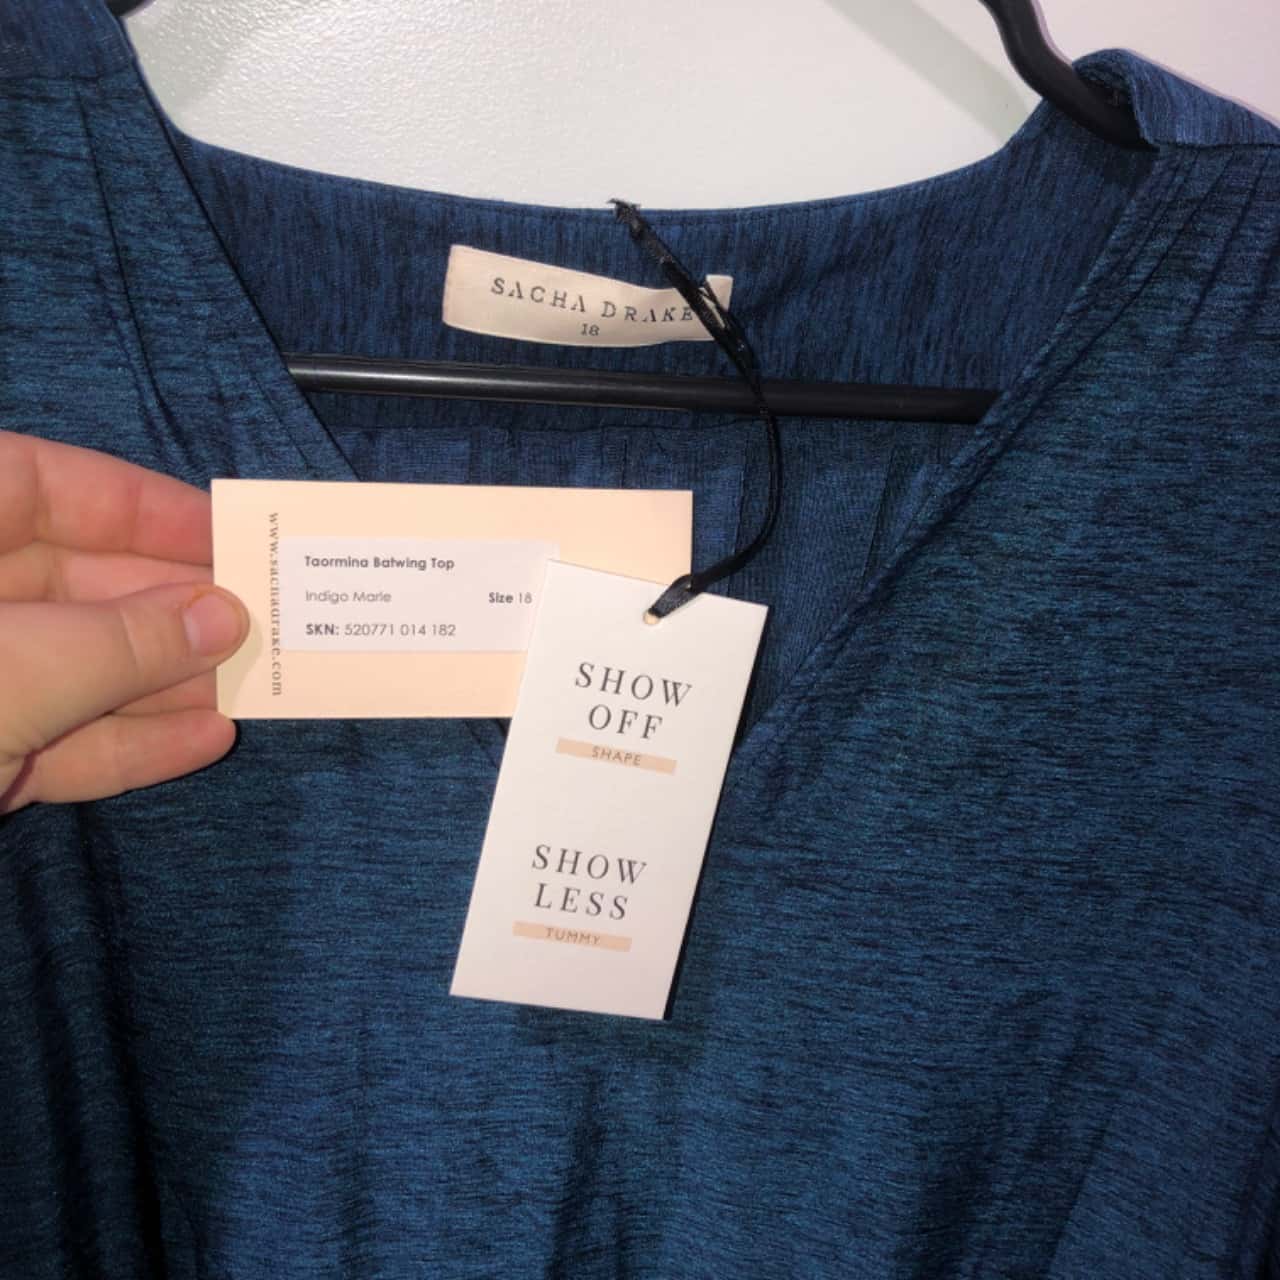 SACHA DRAKE
18
www.sachadrake.com
Taormina Batwing Top
Indigo Marle
Size 18
SKN: 520771 014 182
SHOW
OFF
SHAPE
SHOW
LESS
TUMMY